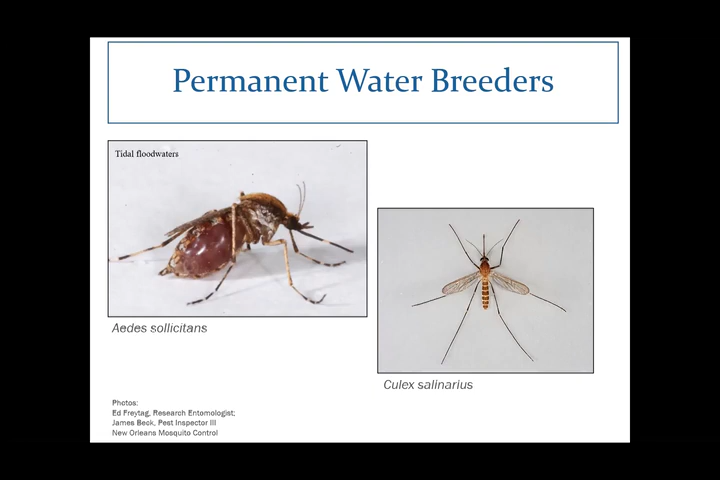 Permanent Water Breeders
Tidal floodwaters
Aedes sollicitans
Culex salinarius
Photos:
Ed Freytag, Research Entomologist;
James Beck, Pest Inspector III
New Orleans Mosquito Control